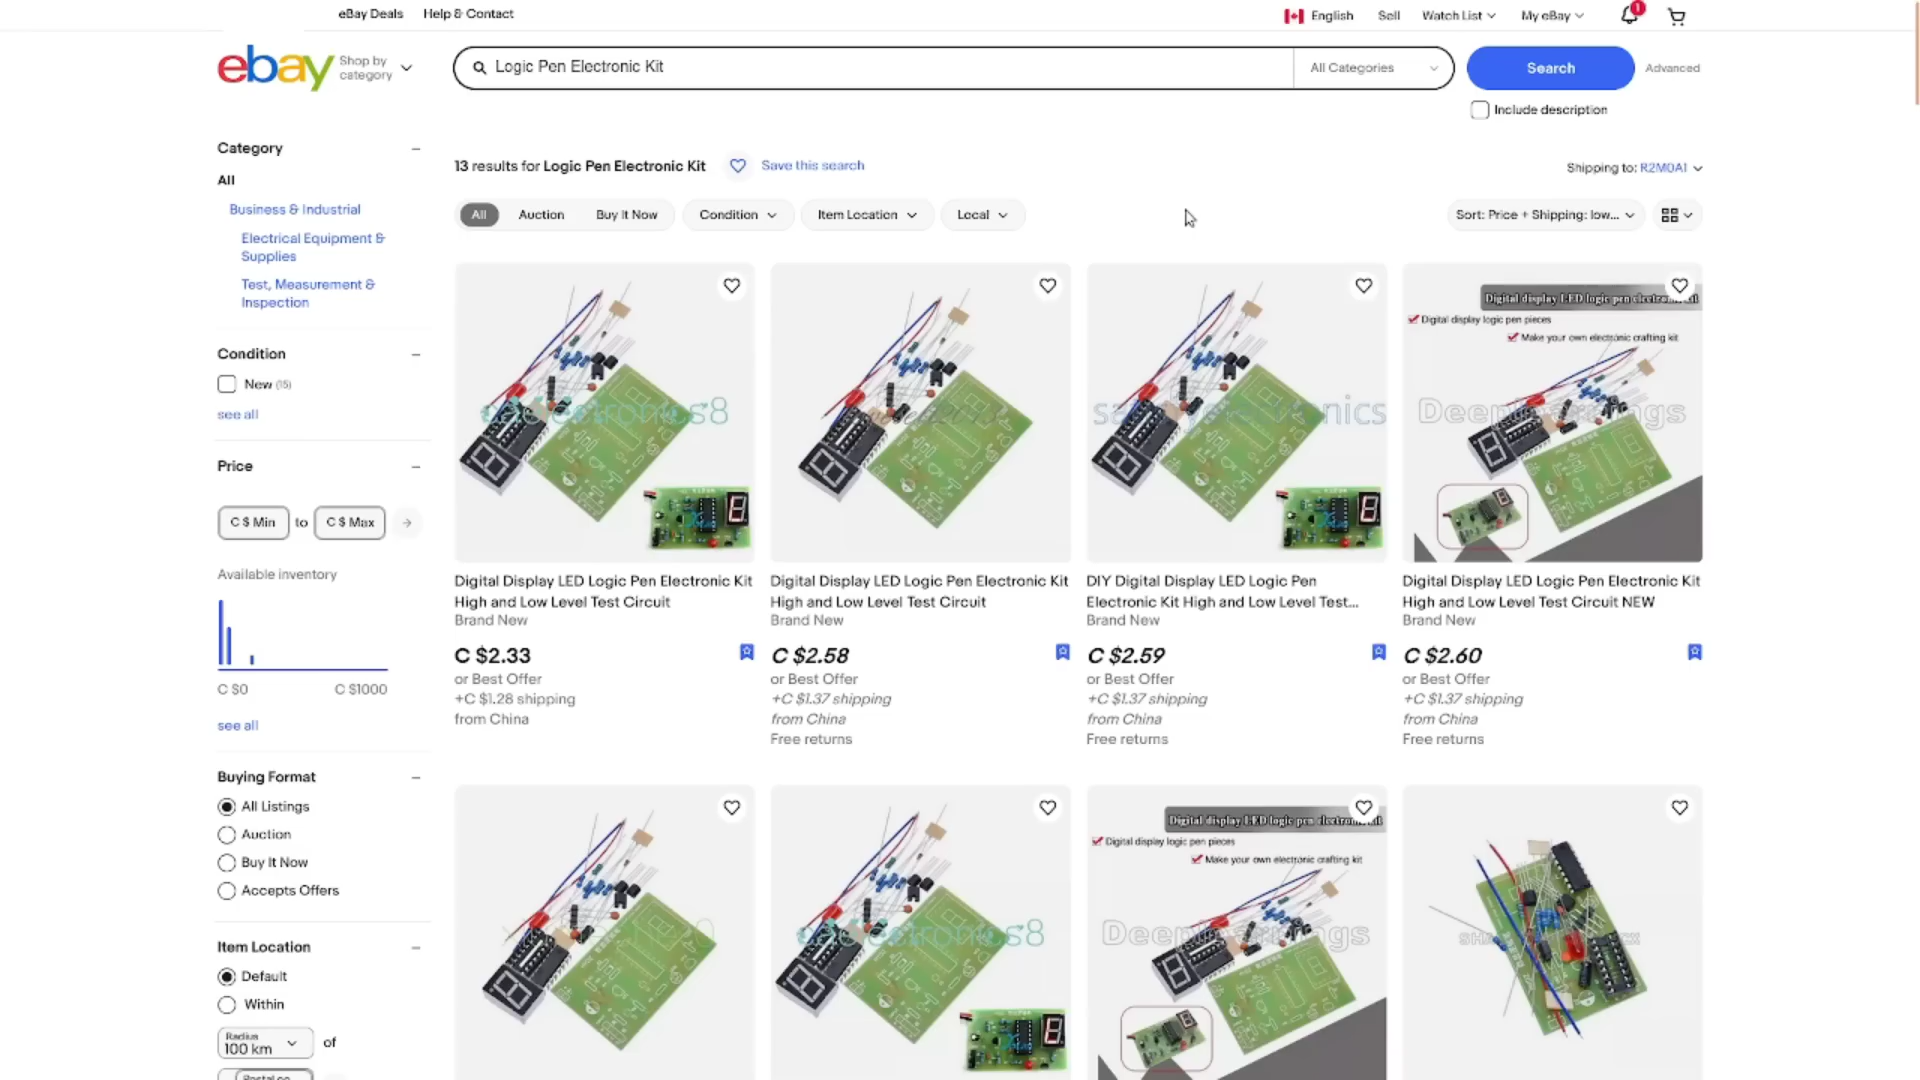 eBay Deals
Help & Contact
English
Sell
Watch List
My eBay
1
ebay
Shop by
category
Logic Pen Electronic Kit
All Categories
Search
Advanced
Include description
Category
All
Business & Industrial
Electrical Equipment &
Supplies
Test, Measurement &
Inspection
Condition
New (15)
see all
Price
C $ Min
to
C $ Max
Available inventory
C $0
C $1000
see all
Buying Format
All Listings
Auction
Buy It Now
Accepts Offers
Item Location
Default
Within
Radius
100 km
of
13 results for Logic Pen Electronic Kit
Save this search
Shipping to: R2M0A1
All
Auction
Buy It Now
Condition
Item Location
Local
Sort: Price + Shipping: low...
Digital display LED logic pen
Digital display logic pen pieces
Make your own electronic crafting kit
Digital Display LED Logic Pen Electronic Kit
High and Low Level Test Circuit
Brand New
C $2.33
or Best Offer
+C $1.28 shipping
from China
Digital Display LED Logic Pen Electronic Kit
High and Low Level Test Circuit
Brand New
C $2.58
or Best Offer
+C $1.37 shipping
from China
Free returns
DIY Digital Display LED Logic Pen
Electronic Kit High and Low Level Test...
Brand New
C $2.59
or Best Offer
+C $1.37 shipping
from China
Free returns
Digital Display LED Logic Pen Electronic Kit
High and Low Level Test Circuit NEW
Brand New
C $2.60
or Best Offer
+C $1.37 shipping
from China
Free returns
Digital display LED logic pen
Digital display logic pen pieces
Make your own electronic crafting kit